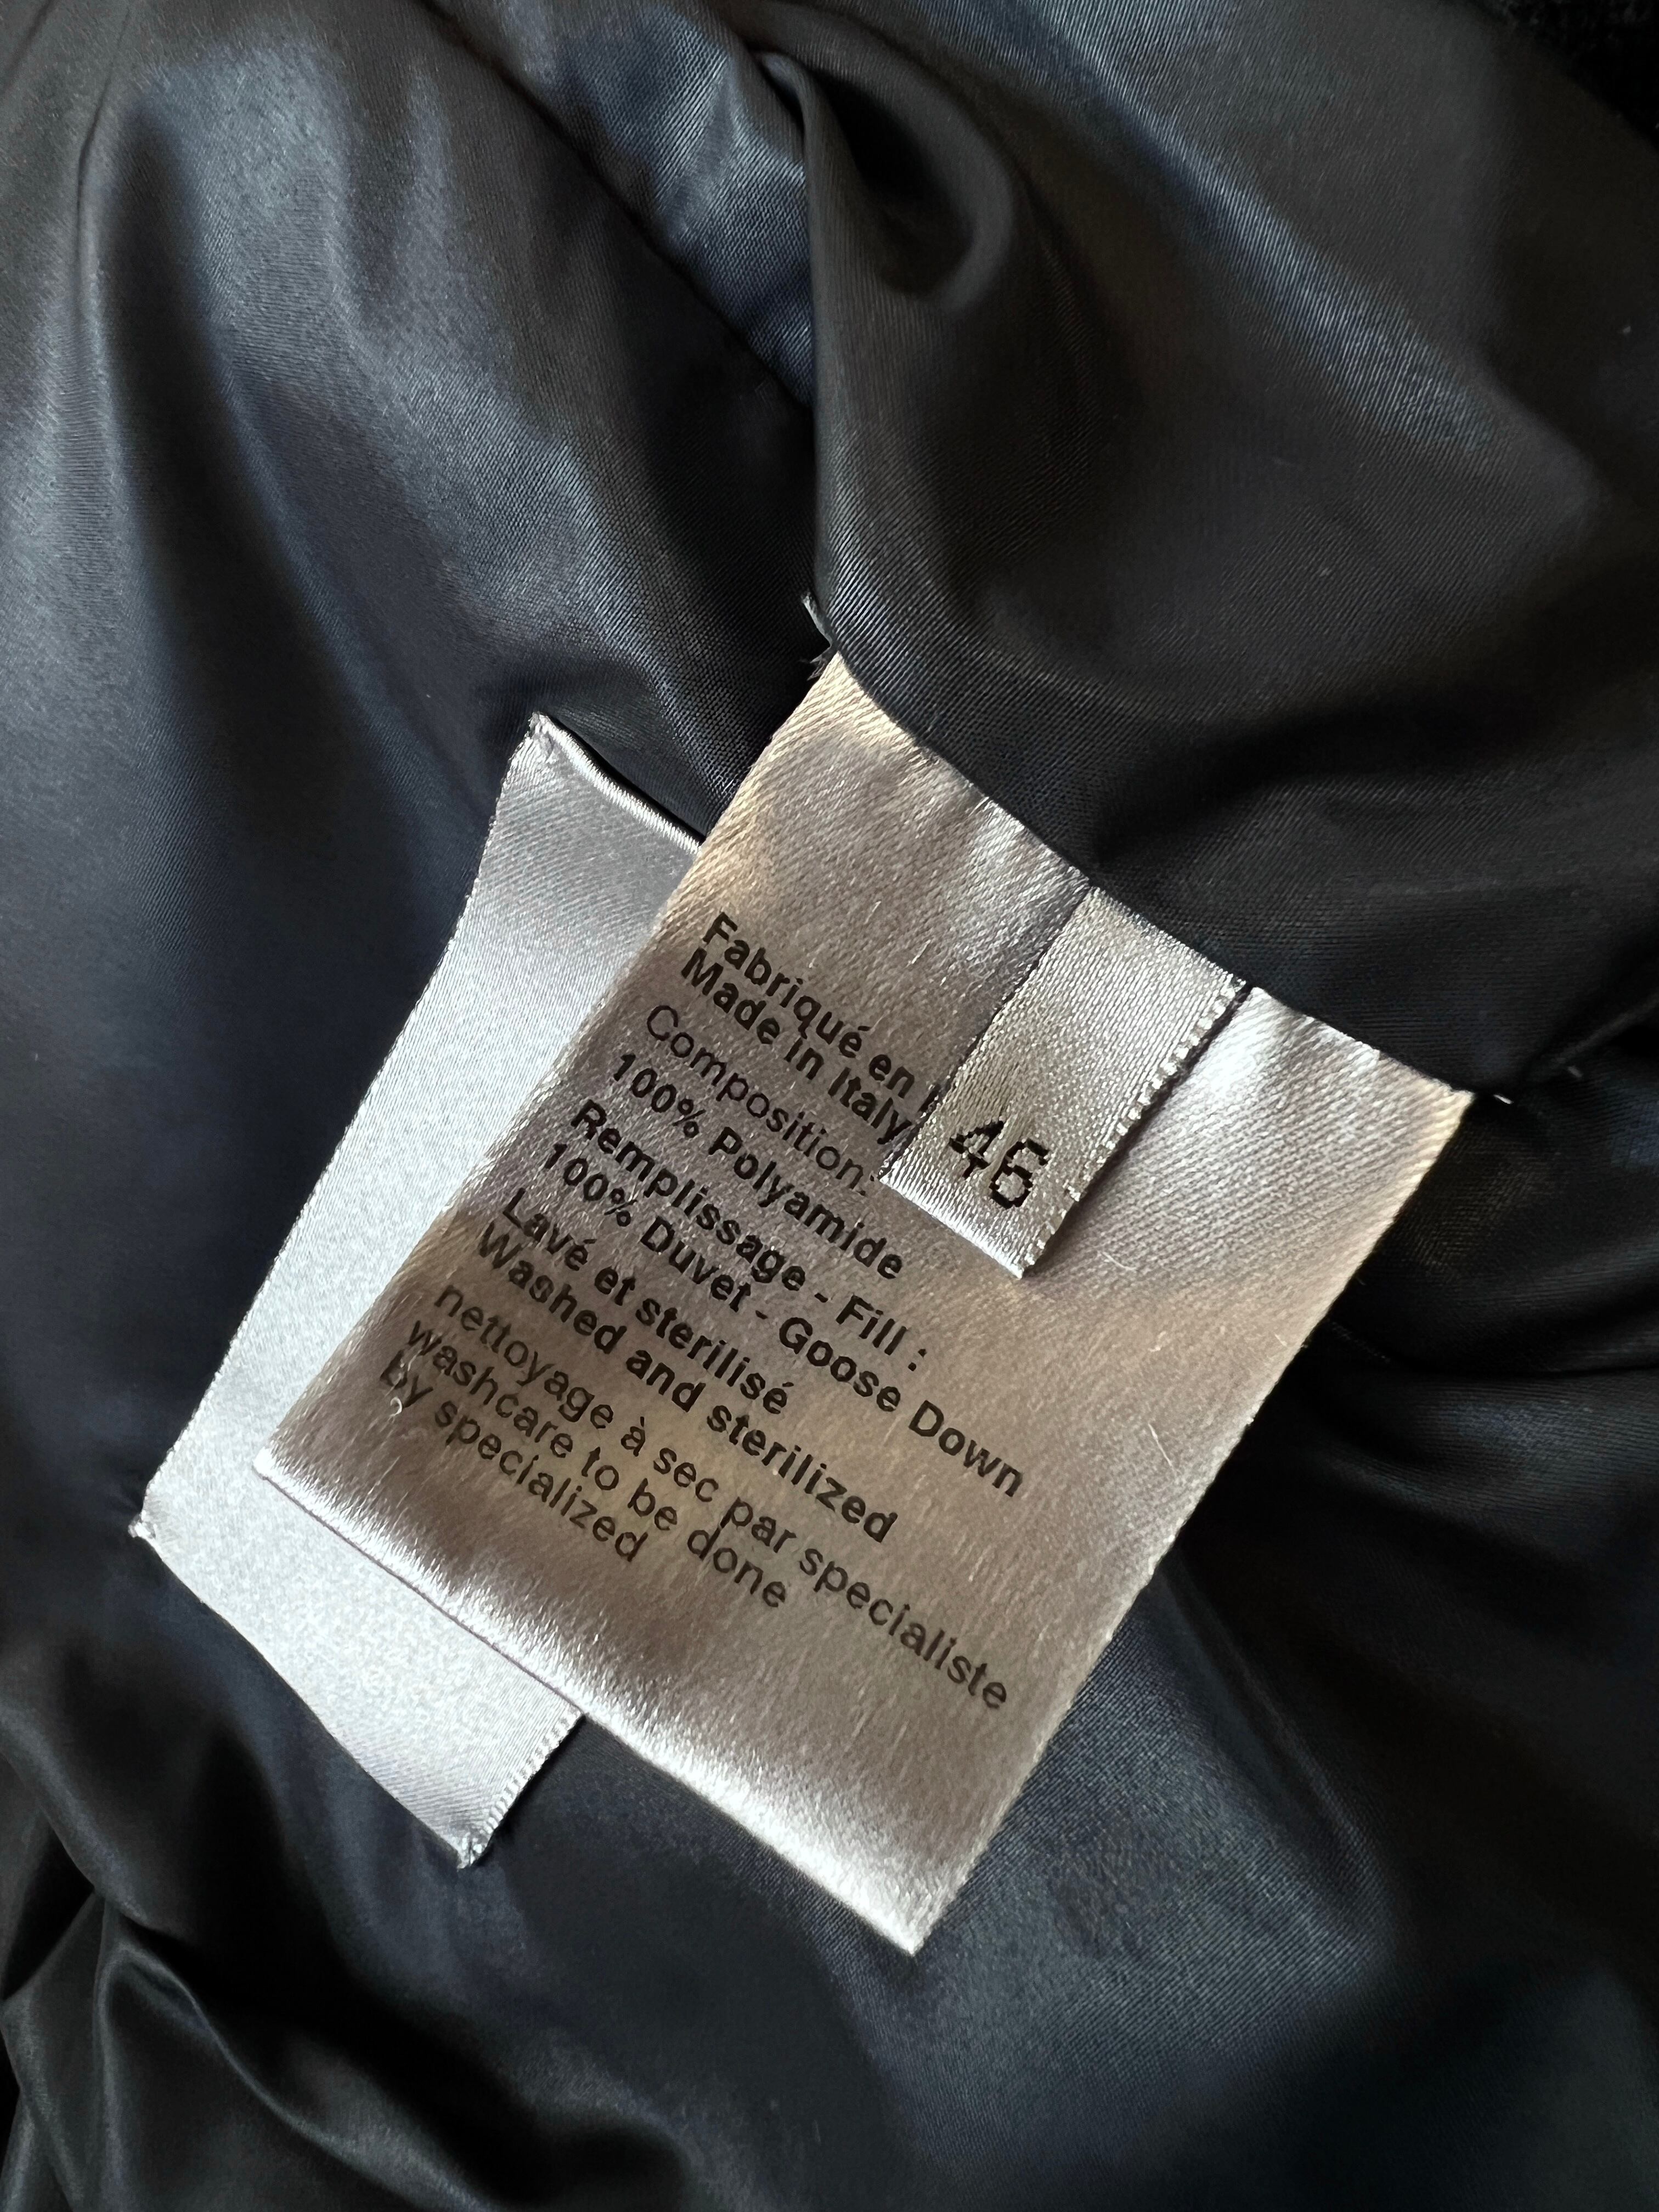 Fabriqué en
Made in Italy
46
Composition:
100% Polyamide
Remplissage - Fill :
100% Duvet - Goose Down
Lavé et sterilisé
Washed and sterilized
nettoyage à sec par specialiste
washcare to be done
by specialized